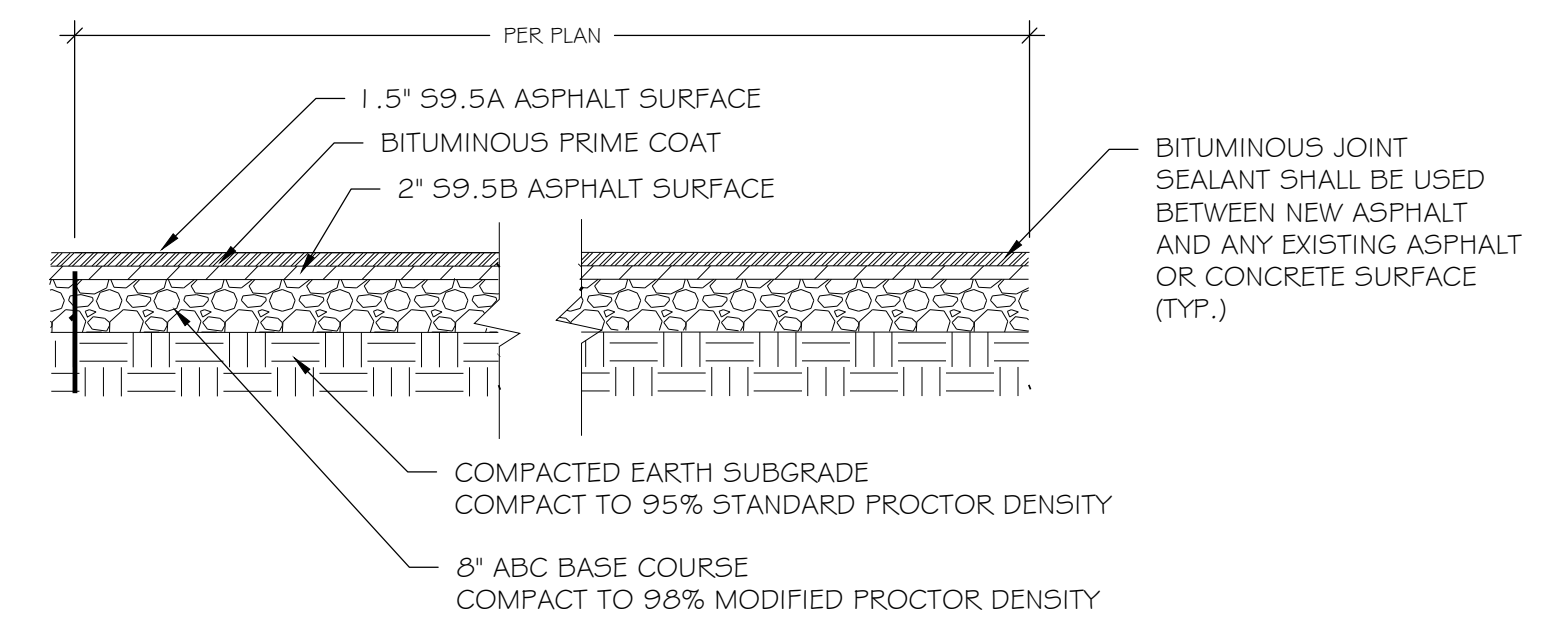 PER PLAN
1.5" S9.5A ASPHALT SURFACE
BITUMINOUS PRIME COAT
2" S9.5B ASPHALT SURFACE
BITUMINOUS JOINT
SEALANT SHALL BE USED
BETWEEN NEW ASPHALT
AND ANY EXISTING ASPHALT
OR CONCRETE SURFACE
(TYP.)
COMPACTED EARTH SUBGRADE
COMPACT TO 95% STANDARD PROCTOR DENSITY
8" ABC BASE COURSE
COMPACT TO 98% MODIFIED PROCTOR DENSITY